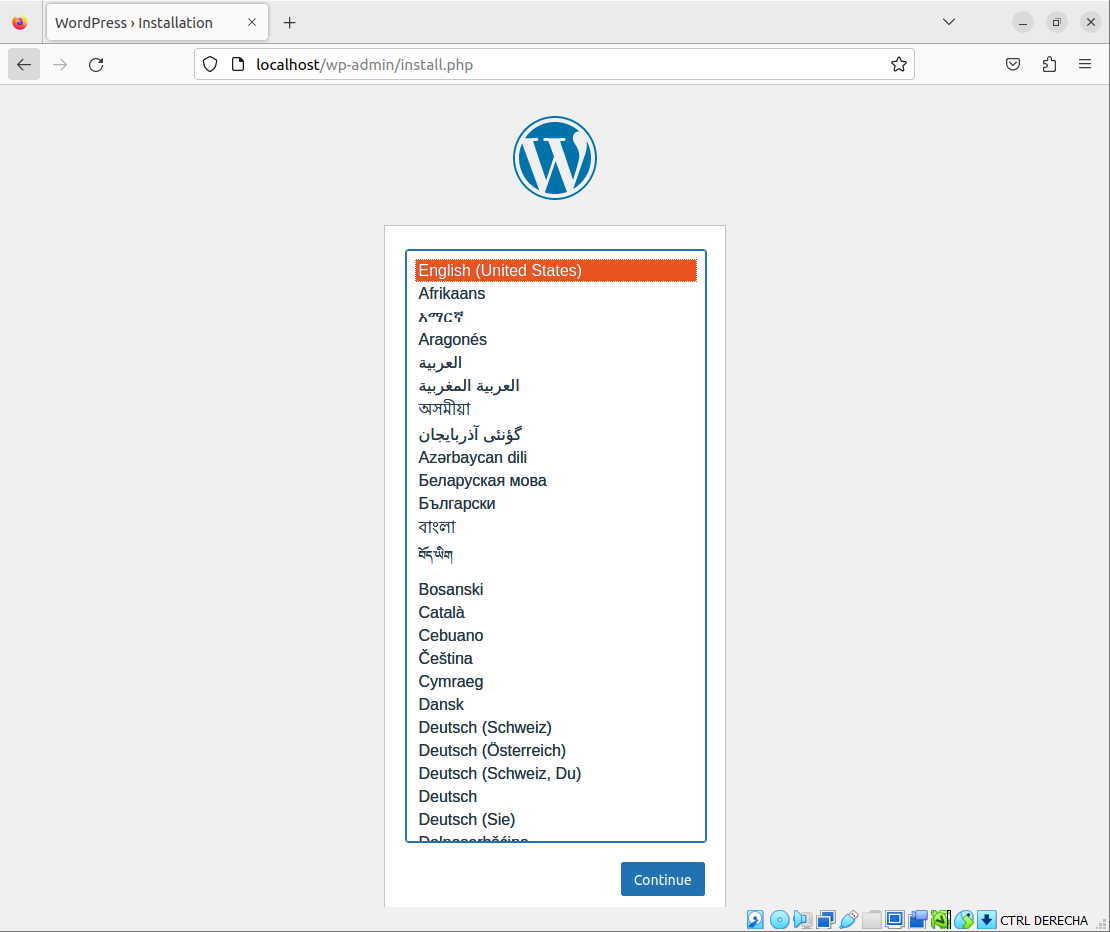 WordPress › Installation
localhost/wp-admin/install.php
English (United States)
Afrikaans
አማርኛ
Aragonés
العربية
العربية المغربية
অসমীয়া
گؤنئی آذربایجان
Azərbaycan dili
Беларуская мова
Български
বাংলা
བོད་ཡིག
Bosanski
Català
Cebuano
Čeština
Cymraeg
Dansk
Deutsch (Schweiz)
Deutsch (Österreich)
Deutsch (Schweiz, Du)
Deutsch
Deutsch (Sie)
Dolnoserbšćina
Continue
CTRL DERECHA